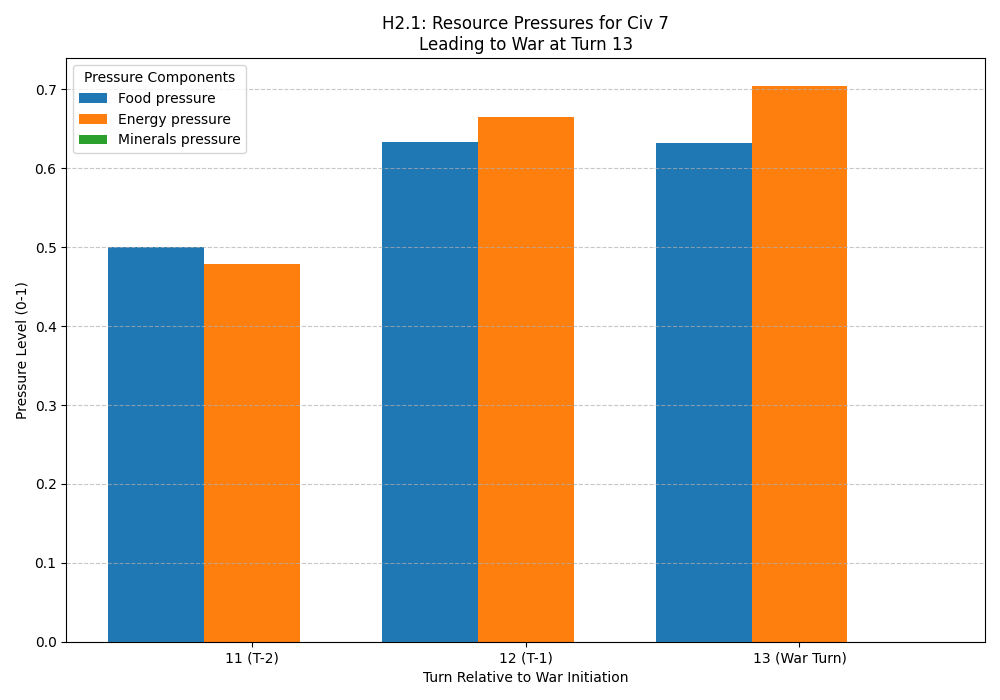 H2.1: Resource Pressures for Civ 7
Leading to War at Turn 13
Pressure Components
Food pressure
Energy pressure
Minerals pressure
Pressure Level (0-1)
0.7
0.6
0.5
0.4
0.3
0.2
0.1
0.0
11 (T-2)
12 (T-1)
13 (War Turn)
Turn Relative to War Initiation